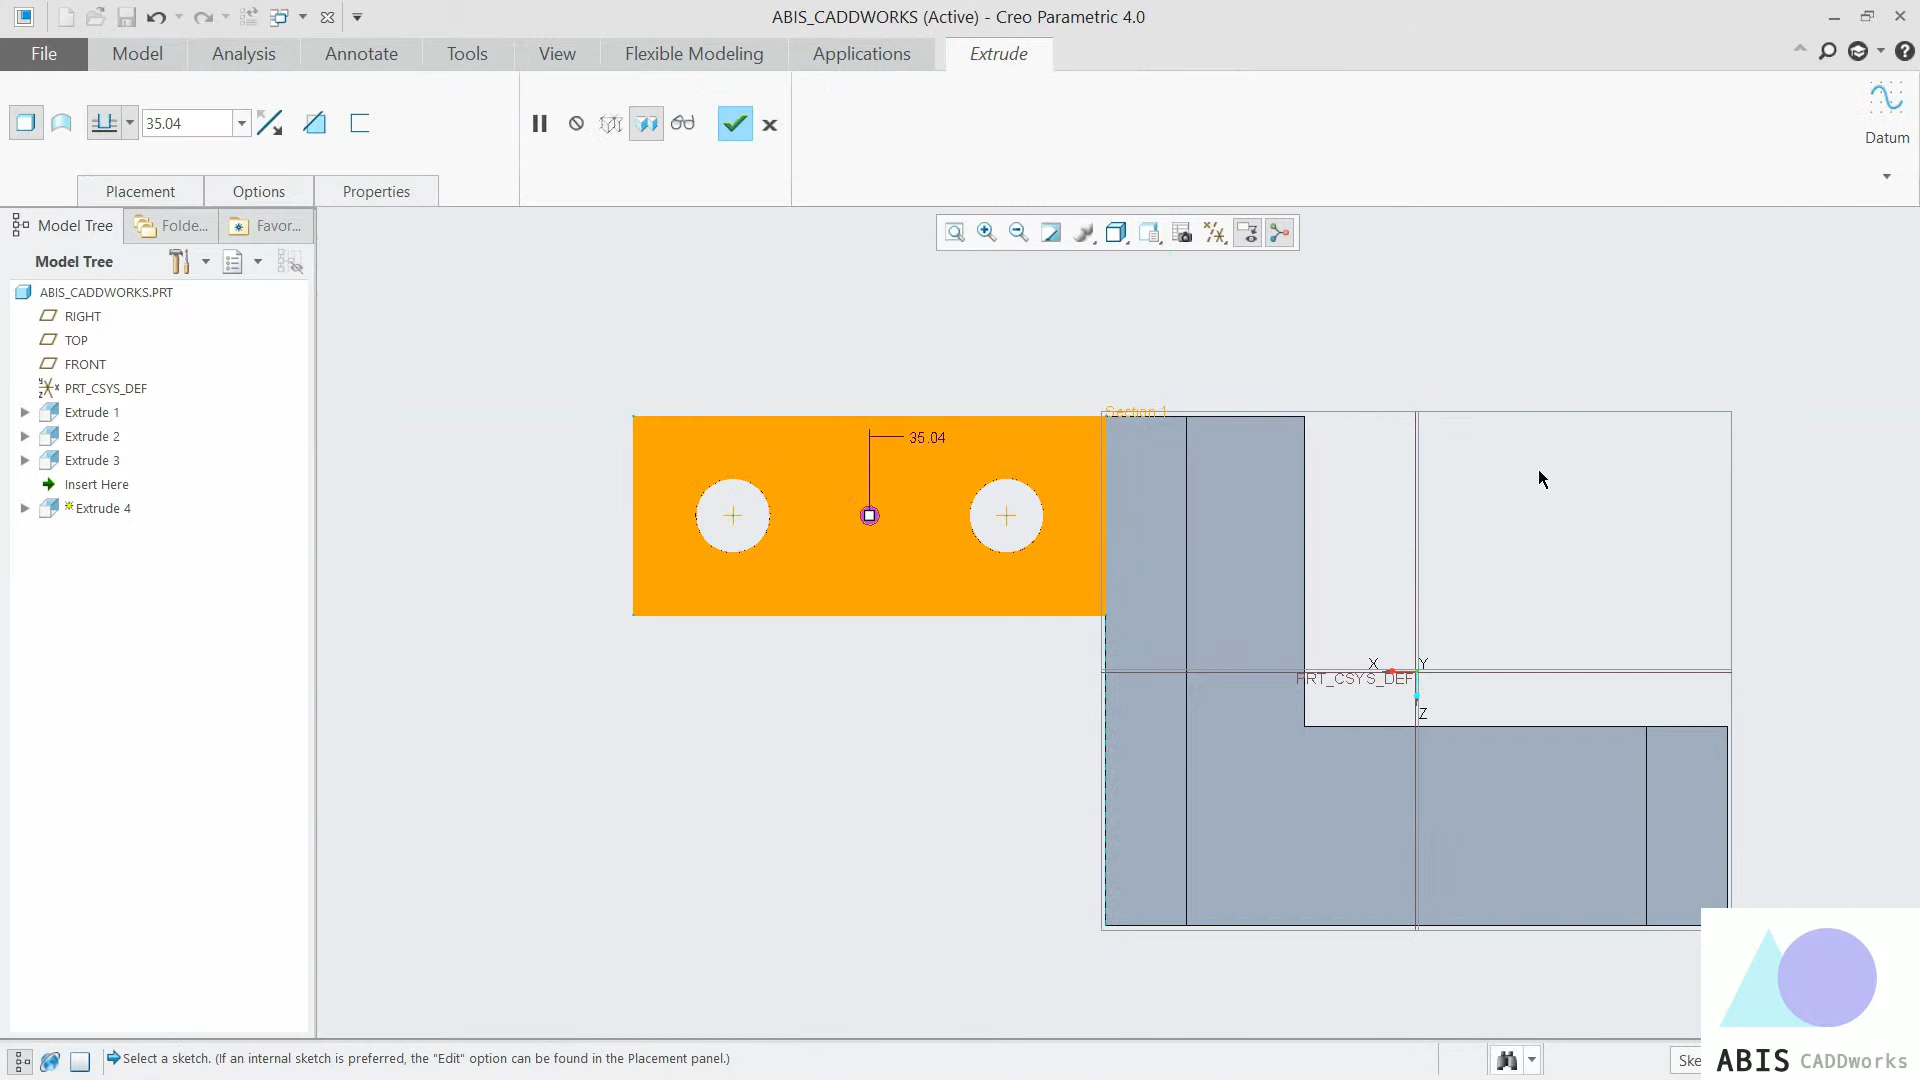 ABIS_CADDWORKS (Active) - Creo Parametric 4.0
File Model Analysis Annotate Tools View Flexible Modeling Applications Extrude
35.04
Datum
Placement Options Properties
Model Tree Folde... Favor...
Model Tree
ABIS_CADDWORKS.PRT
RIGHT
TOP
FRONT
PRT_CSYS_DEF
Extrude 1
Extrude 2
Extrude 3
Insert Here
Extrude 4
Section 1
35.04
X Y
PRT_CSYS_DEF
Z
Select a sketch. (If an internal sketch is preferred, the "Edit" option can be found in the Placement panel.)
Ske
ABIS CADDworks